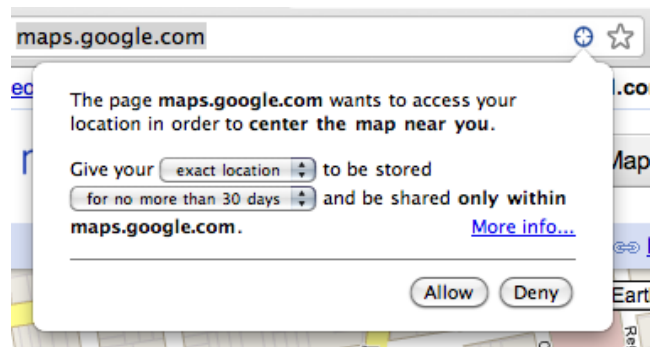 maps.google.com
The page maps.google.com wants to access your
location in order to center the map near you.
Give your exact location to be stored
for no more than 30 days and be shared only within
maps.google.com. More info...
Allow Deny